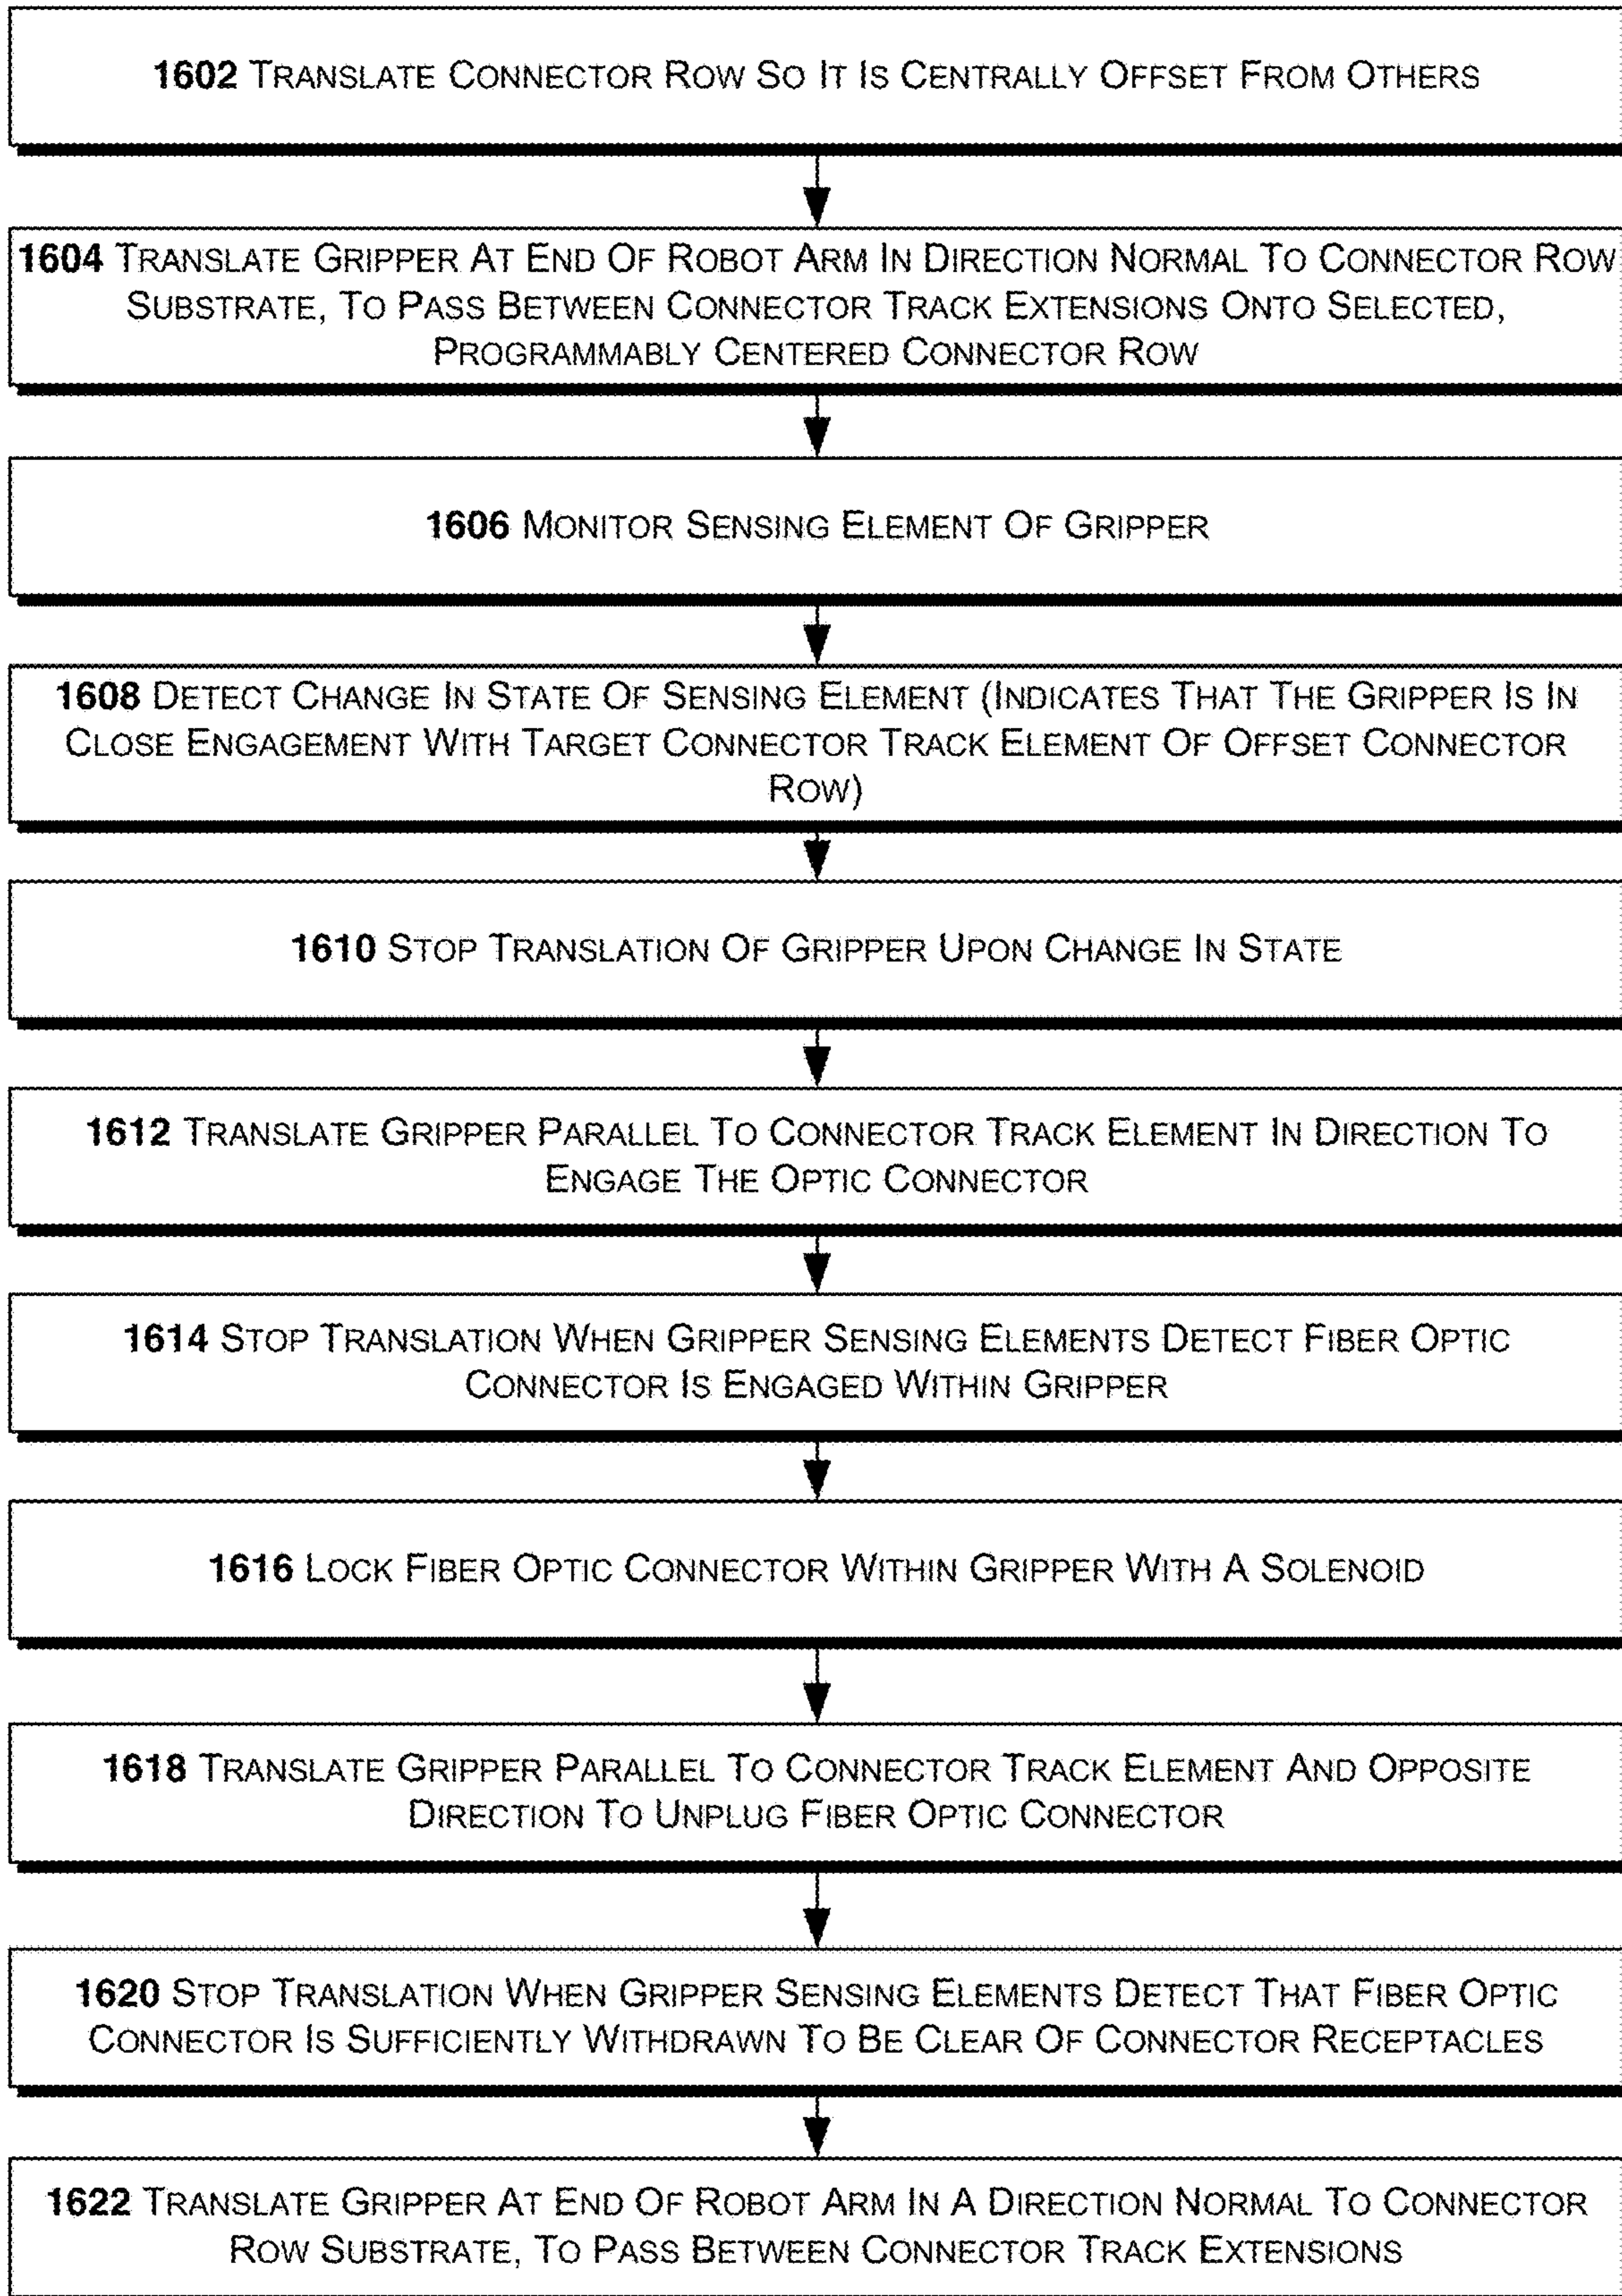 1602 Translate Connector Row So It Is Centrally Offset From Others
1604 Translate Gripper At End Of Robot Arm In Direction Normal To Connector Row
Substrate, To Pass Between Connector Track Extensions Onto Selected,
Programmably Centered Connector Row
1606 Monitor Sensing Element Of Gripper
1608 Detect Change In State Of Sensing Element (Indicates That The Gripper Is In
Close Engagement With Target Connector Track Element Of Offset Connector
Row)
1610 Stop Translation Of Gripper Upon Change In State
1612 Translate Gripper Parallel To Connector Track Element In Direction To
Engage The Optic Connector
1614 Stop Translation When Gripper Sensing Elements Detect Fiber Optic
Connector Is Engaged Within Gripper
1616 Lock Fiber Optic Connector Within Gripper With A Solenoid
1618 Translate Gripper Parallel To Connector Track Element And Opposite
Direction To Unplug Fiber Optic Connector
1620 Stop Translation When Gripper Sensing Elements Detect That Fiber Optic
Connector Is Sufficiently Withdrawn To Be Clear Of Connector Receptacles
1622 Translate Gripper At End Of Robot Arm In A Direction Normal To Connector
Row Substrate, To Pass Between Connector Track Extensions